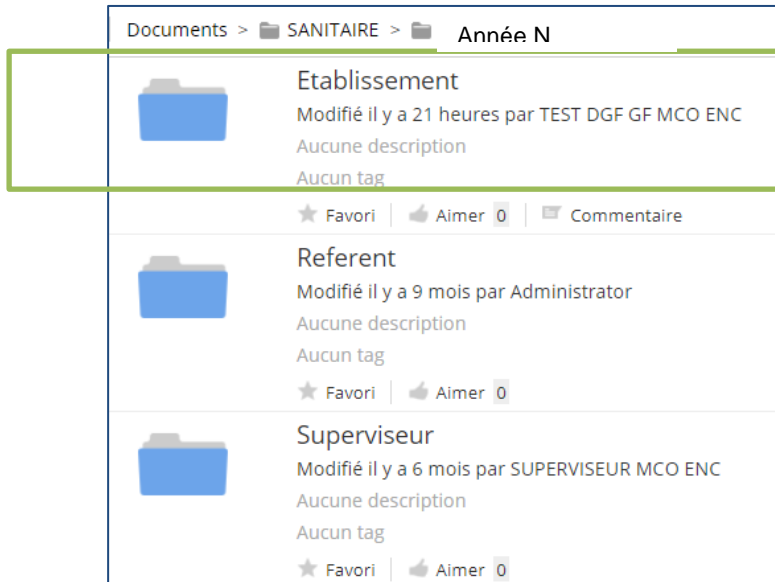 Documents > SANITAIRE > Année N
Etablissement
Modifié il y a 21 heures par TEST DGF GF MCO ENC
Aucune description
Aucun tag
Favori Aimer 0 Commentaire
Referent
Modifié il y a 9 mois par Administrator
Aucune description
Aucun tag
Favori Aimer 0
Superviseur
Modifié il y a 6 mois par SUPERVISEUR MCO ENC
Aucune description
Aucun tag
Favori Aimer 0